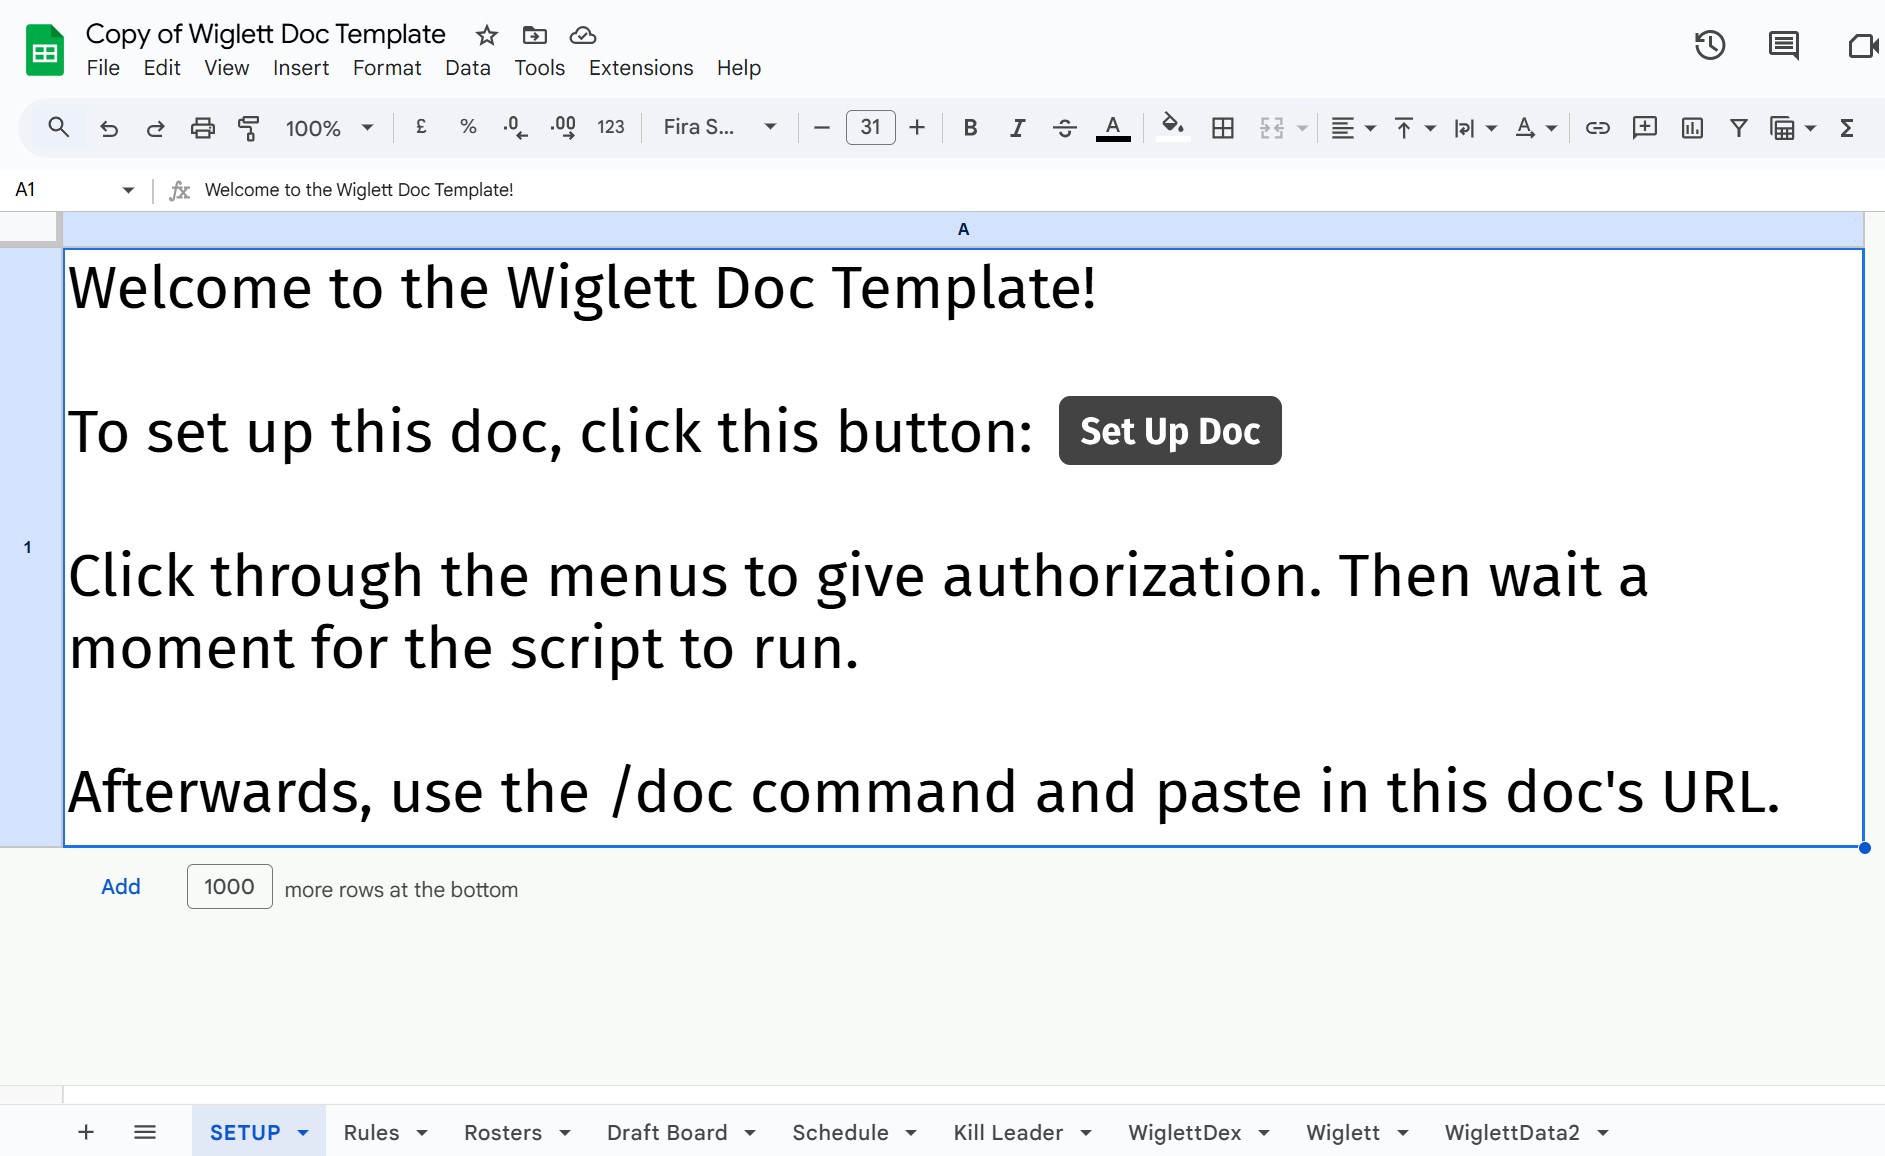 Copy of Wiglett Doc Template
File Edit View Insert Format Data Tools Extensions Help
100% £ % .0 .00 123 Fira S... 31 B I A A Σ
A1 fx Welcome to the Wiglett Doc Template!
A
1
Welcome to the Wiglett Doc Template!
To set up this doc, click this button: Set Up Doc
Click through the menus to give authorization. Then wait a
moment for the script to run.
Afterwards, use the /doc command and paste in this doc's URL.
Add 1000 more rows at the bottom
SETUP Rules Rosters Draft Board Schedule Kill Leader WiglettDex Wiglett WiglettData2